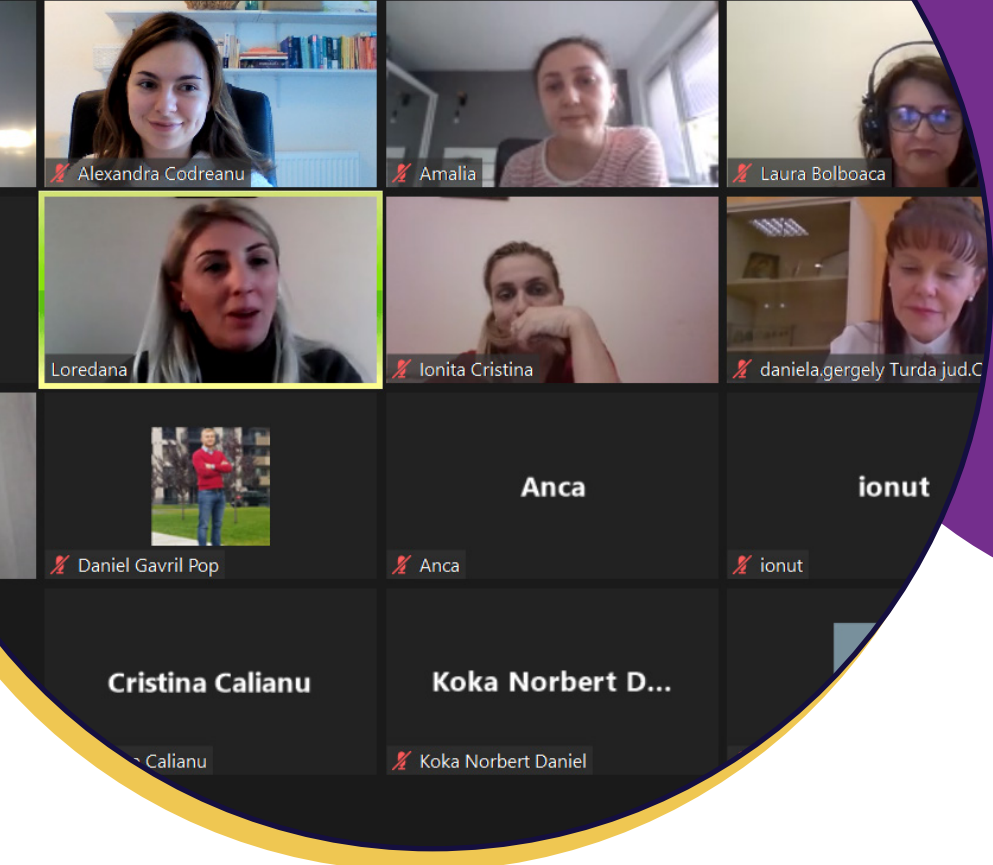 Alexandra Codreanu
Amalia
Laura Bolboaca
Loredana
Ionita Cristina
daniela.gergely Turda jud.C
Daniel Gavril Pop
Anca
Anca
ionut
ionut
Cristina Calianu
Calianu
Koka Norbert D...
Koka Norbert Daniel